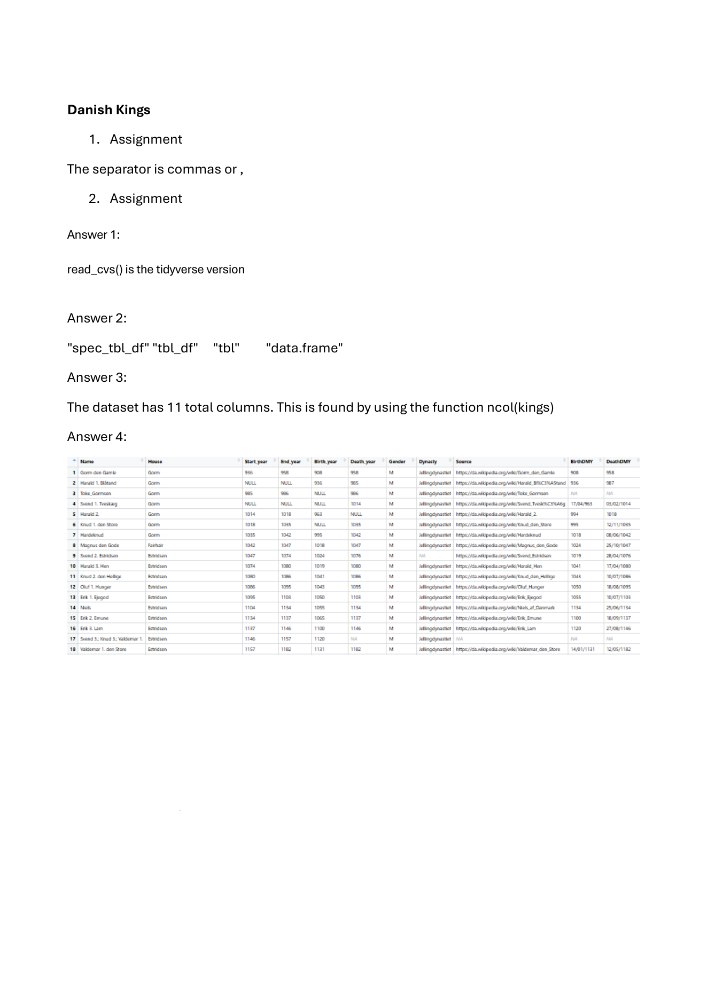 Danish Kings
1. Assignment
The separator is commas or ,
2. Assignment
Answer 1:
read_cvs() is the tidyverse version
Answer 2:
"spec_tbl_df" "tbl_df" "tbl" "data.frame"
Answer 3:
The dataset has 11 total columns. This is found by using the function ncol(kings)
Answer 4:
Name House Start_year End_year Birth_year Death_year Gender Dynasty Source BirthDMY DeathDMY
1 Gorm den Gamle Gorm 936 958 908 958 M Jellingdynastiet https://da.wikipedia.org/wiki/Gorm_den_Gamle 908 958
2 Harald 1. Blåtand Gorm NULL NULL 936 985 M Jellingdynastiet https://da.wikipedia.org/wiki/Harald_Bl%C3%A5tand 936 987
3 Toke_Gormsen Gorm 985 986 NULL 986 M Jellingdynastiet https://da.wikipedia.org/wiki/Toke_Gormsen NA NA
4 Svend 1. Tveskæg Gorm NULL NULL NULL 1014 M Jellingdynastiet https://da.wikipedia.org/wiki/Svend_Tvesk%C3%A6g 17/04/963 03/02/1014
5 Harald 2. Gorm 1014 1018 963 NULL M Jellingdynastiet https://da.wikipedia.org/wiki/Harald_2. 994 1018
6 Knud 1. den Store Gorm 1018 1035 NULL 1035 M Jellingdynastiet https://da.wikipedia.org/wiki/Knud_den_Store 995 12/11/1035
7 Hardeknud Gorm 1035 1042 995 1042 M Jellingdynastiet https://da.wikipedia.org/wiki/Hardeknud 1018 08/06/1042
8 Magnus den Gode Fairhair 1042 1047 1018 1047 M Jellingdynastiet https://da.wikipedia.org/wiki/Magnus_den_Gode 1024 25/10/1047
9 Svend 2. Estridsen Estridsen 1047 1074 1024 1076 M NA https://da.wikipedia.org/wiki/Svend_Estridsen 1019 28/04/1076
10 Harald 3. Hen Estridsen 1074 1080 1019 1080 M Jellingdynastiet https://da.wikipedia.org/wiki/Harald_Hen 1041 17/04/1080
11 Knud 2. den Hellige Estridsen 1080 1086 1041 1086 M Jellingdynastiet https://da.wikipedia.org/wiki/Knud_den_Hellige 1043 10/07/1086
12 Oluf 1. Hunger Estridsen 1086 1095 1043 1095 M Jellingdynastiet https://da.wikipedia.org/wiki/Oluf_Hunger 1050 18/08/1095
13 Erik 1. Ejegod Estridsen 1095 1103 1050 1103 M Jellingdynastiet https://da.wikipedia.org/wiki/Erik_Ejegod 1055 10/07/1103
14 Niels Estridsen 1104 1134 1055 1134 M Jellingdynastiet https://da.wikipedia.org/wiki/Niels_af_Danmark 1134 25/06/1134
15 Erik 2. Emune Estridsen 1134 1137 1065 1137 M Jellingdynastiet https://da.wikipedia.org/wiki/Erik_Emune 1100 18/09/1137
16 Erik 3. Lam Estridsen 1137 1146 1100 1146 M Jellingdynastiet https://da.wikipedia.org/wiki/Erik_Lam 1120 27/08/1146
17 Svend 3.; Knud 3.; Valdemar 1. Estridsen 1146 1157 1120 NA M Jellingdynastiet NA NA NA
18 Valdemar 1. den Store Estridsen 1157 1182 1131 1182 M Jellingdynastiet https://da.wikipedia.org/wiki/Valdemar_den_Store 14/01/1131 12/05/1182